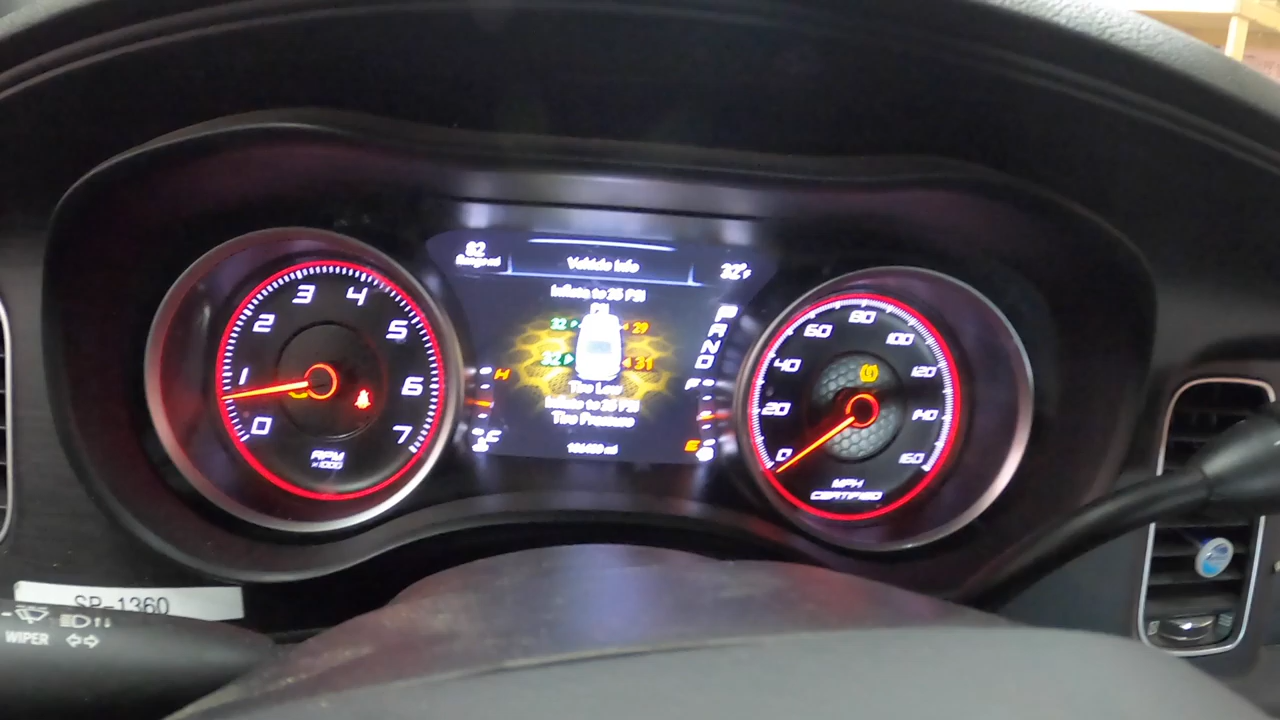 82
Range mi
Vehicle Info
32°F
Inflate to 35 PSI
32
29
32
31
Tire Low
Inflate to 35 PSI
Tire Pressure
P
R
N
D
H
C
F
E
0
1
2
3
4
5
6
7
RPM
x1000
0
20
40
60
80
100
120
140
160
MPH
CERTIFIED
SP-1360
WIPER